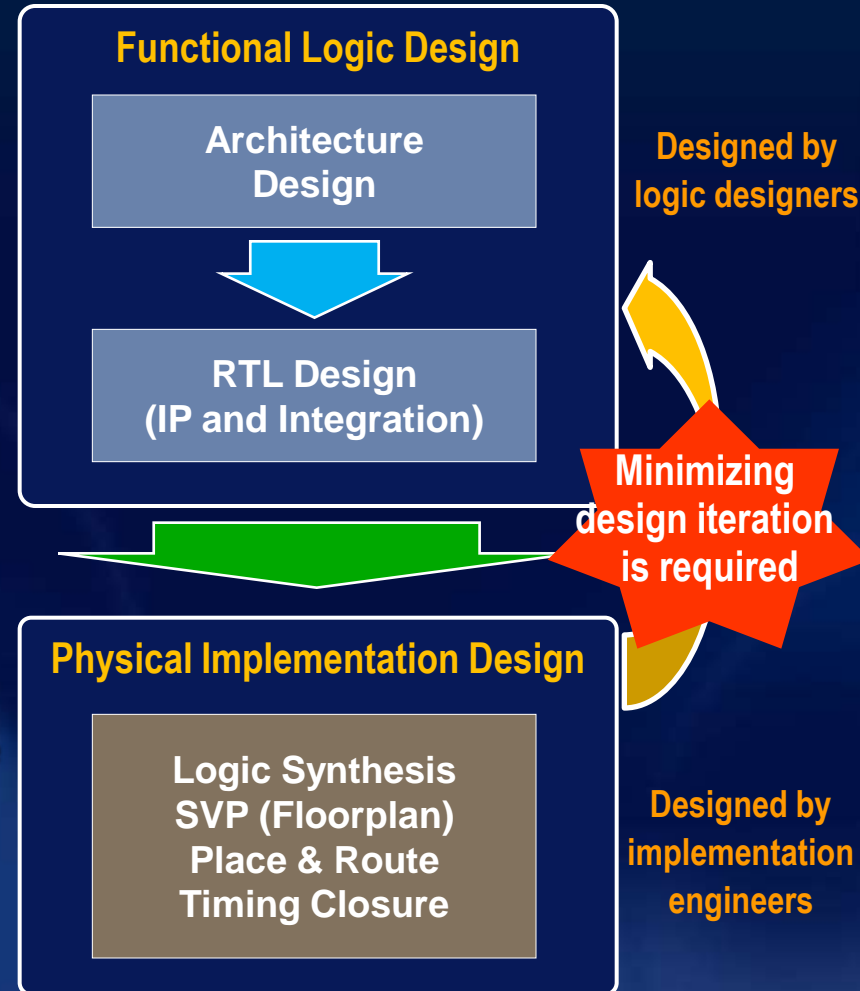 Functional Logic Design
Architecture
Design
Designed by
logic designers
RTL Design
(IP and Integration)
Minimizing
design iteration
is required
Physical Implementation Design
Logic Synthesis
SVP (Floorplan)
Place & Route
Timing Closure
Designed by
implementation
engineers